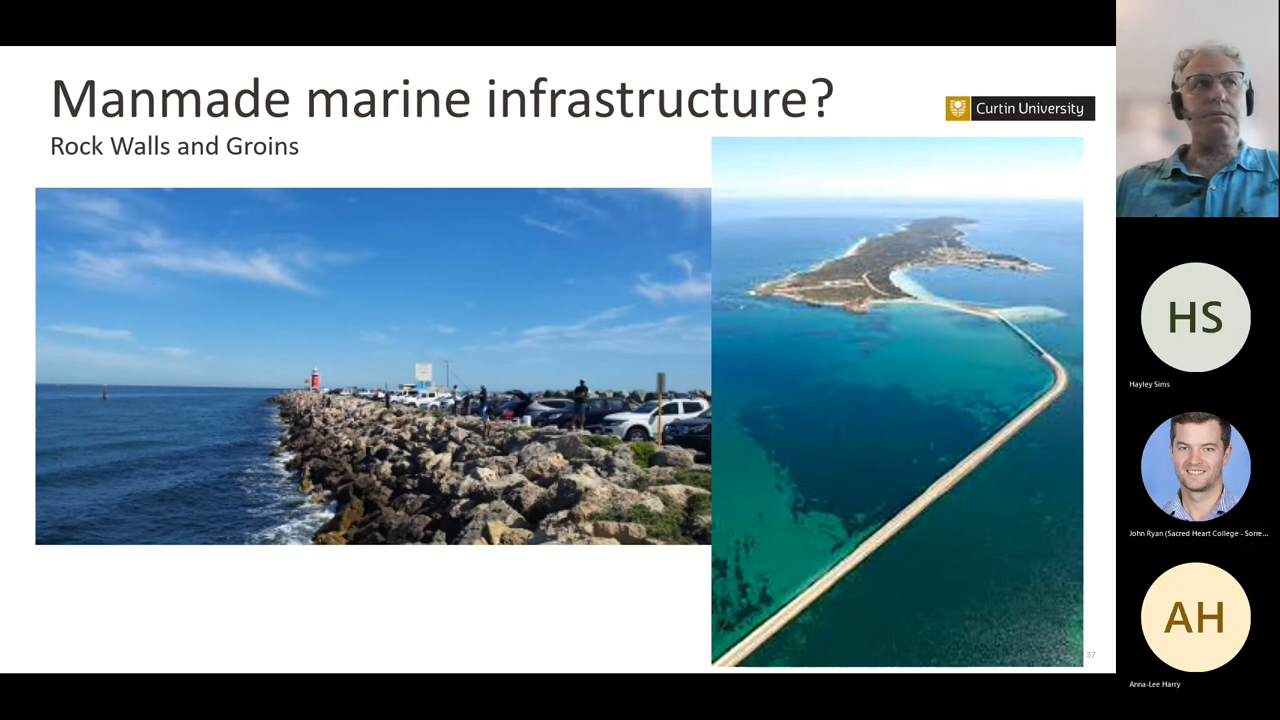 Manmade marine infrastructure?
Curtin University
Rock Walls and Groins
37
HS
Hayley Sims
John Ryan (Sacred Heart College - Sorre...
AH
Anna-Lee Harry